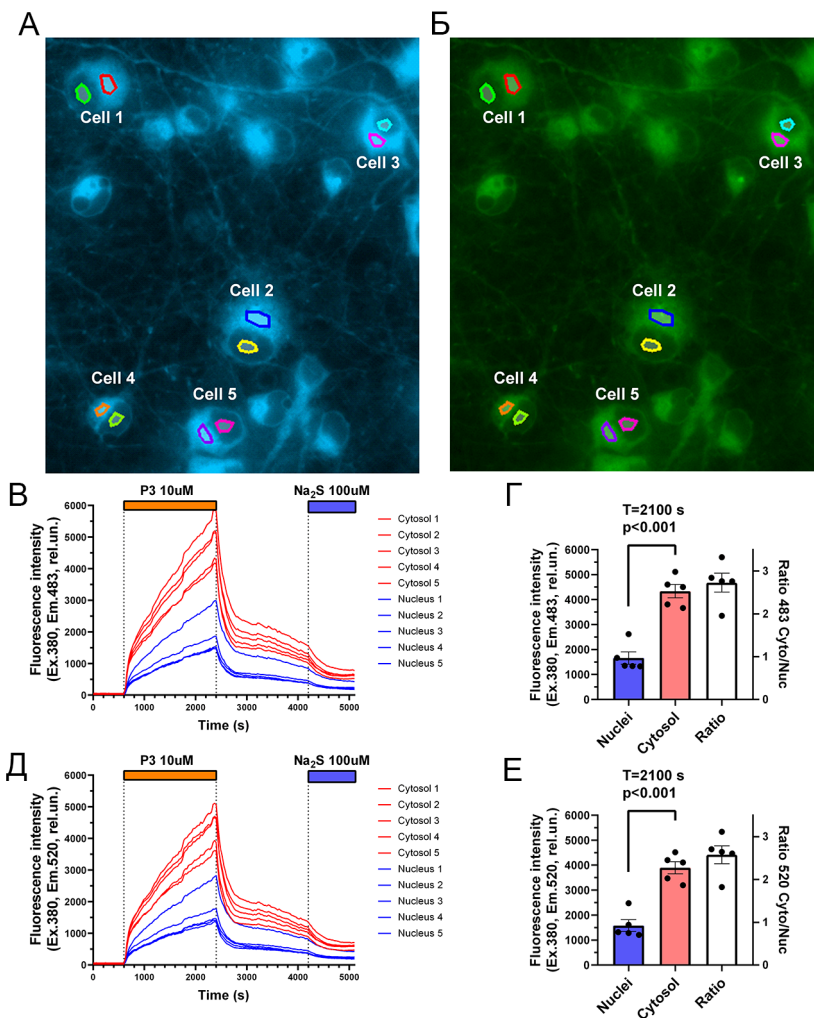 А
Б
Cell 1
Cell 3
Cell 2
Cell 4
Cell 5
Cell 1
Cell 3
Cell 2
Cell 4
Cell 5
В
P3 10uM
Na₂S 100uM
Fluorescence intensity
(Ex.380, Em.483, rel.un.)
6000
5000
4000
3000
2000
1000
0
0
1000
2000
3000
4000
5000
Time (s)
Cytosol 1
Cytosol 2
Cytosol 3
Cytosol 4
Cytosol 5
Nucleus 1
Nucleus 2
Nucleus 3
Nucleus 4
Nucleus 5
Г
T=2100 s
p<0.001
Fluorescence intensity
(Ex.380, Em.483, rel.un.)
6000
5000
4000
3000
2000
1000
0
3
2
1
0
Ratio 483 Cyto/Nuc
Nuclei
Cytosol
Ratio
Д
P3 10uM
Na₂S 100uM
Fluorescence intensity
(Ex.380, Em.520, rel.un.)
6000
5000
4000
3000
2000
1000
0
0
1000
2000
3000
4000
5000
Time (s)
Cytosol 1
Cytosol 2
Cytosol 3
Cytosol 4
Cytosol 5
Nucleus 1
Nucleus 2
Nucleus 3
Nucleus 4
Nucleus 5
Е
T=2100 s
p<0.001
Fluorescence intensity
(Ex.380, Em.520, rel.un.)
6000
5000
4000
3000
2000
1000
0
3
2
1
0
Ratio 520 Cyto/Nuc
Nuclei
Cytosol
Ratio